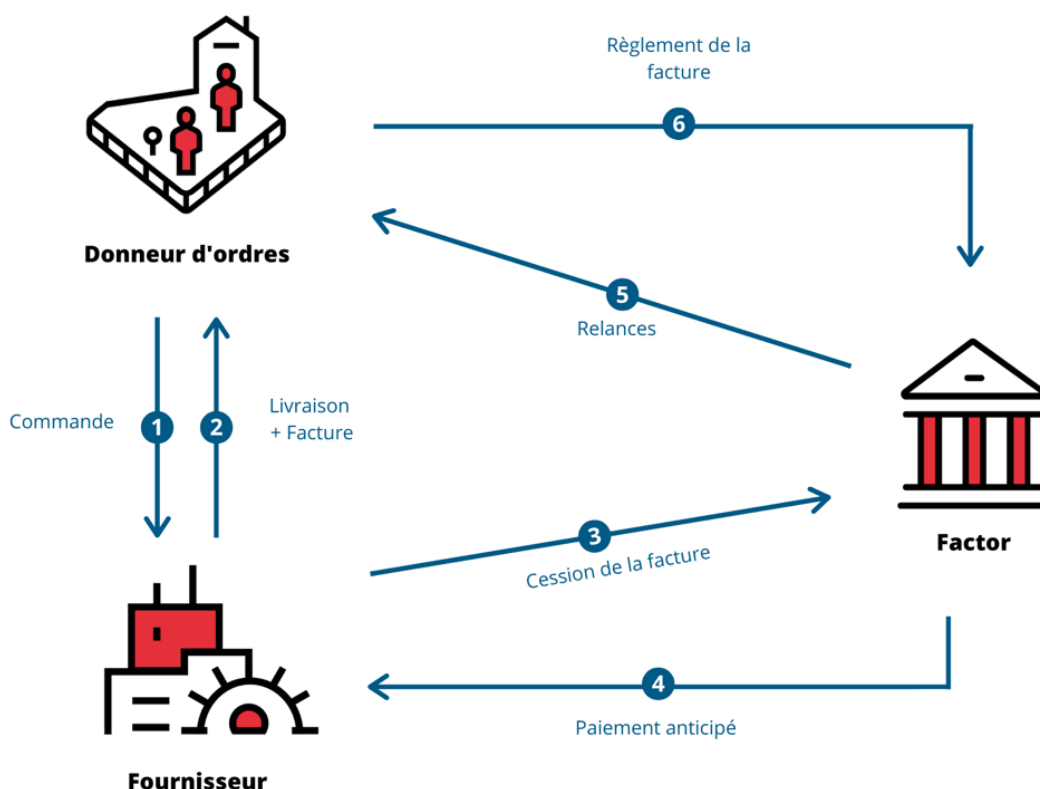 Règlement de la
facture
6
Donneur d'ordres
5
Relances
Commande
1
2
Livraison
+ Facture
3
Cession de la facture
Factor
4
Paiement anticipé
Fournisseur